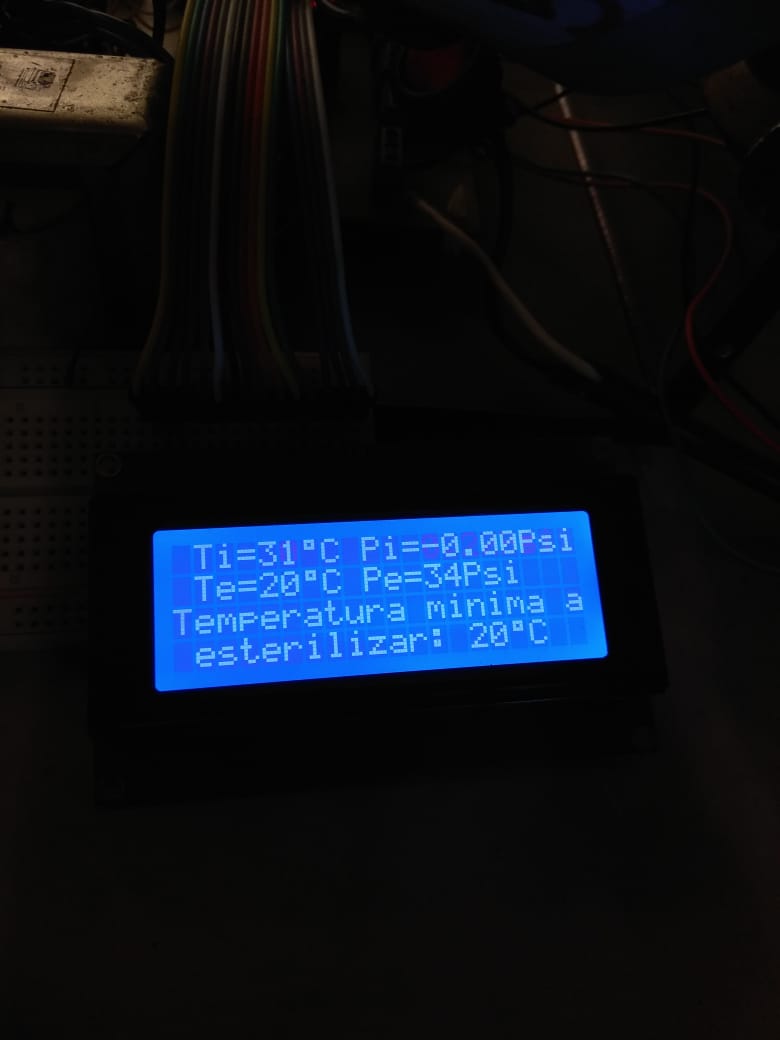 Ti=31°C Pi=-0.00Psi
Te=20°C Pe=34Psi
Temperatura minima a
esterilizar: 20°C